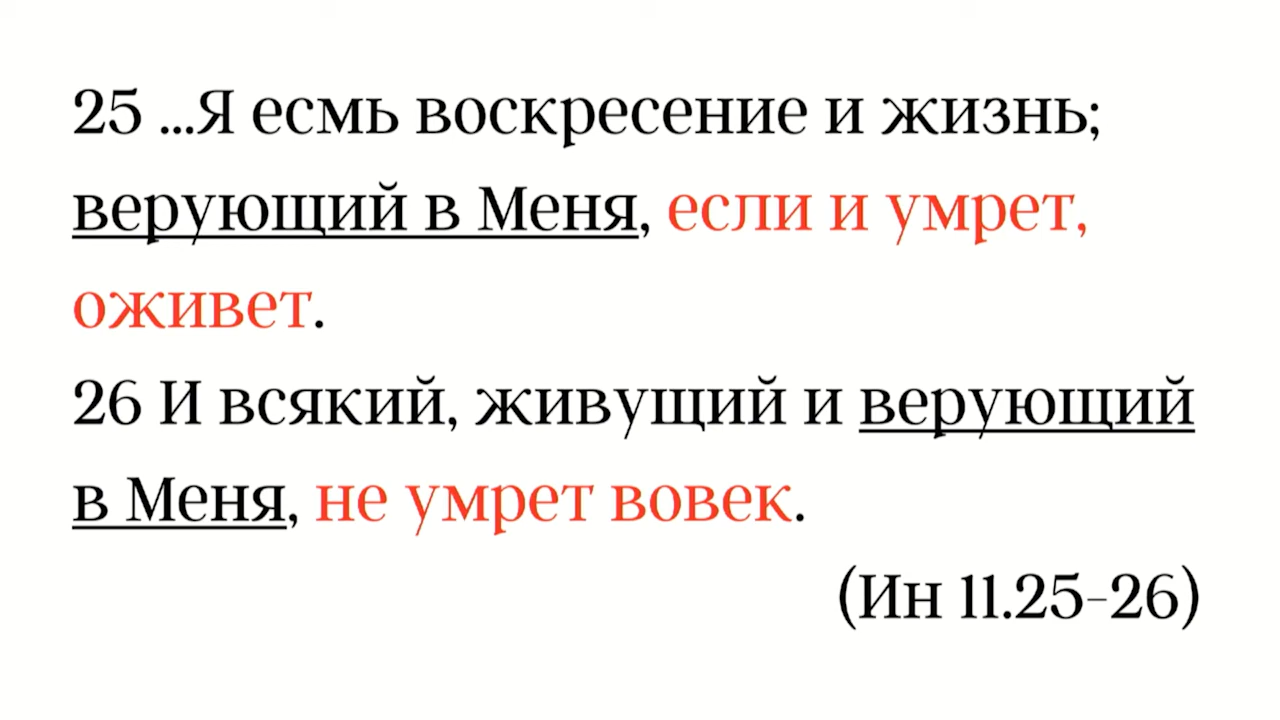 25 ...Я есмь воскресение и жизнь;
верующий в Меня, если и умрет,
оживет.
26 И всякий, живущий и верующий
в Меня, не умрет вовек.
(Ин 11.25-26)